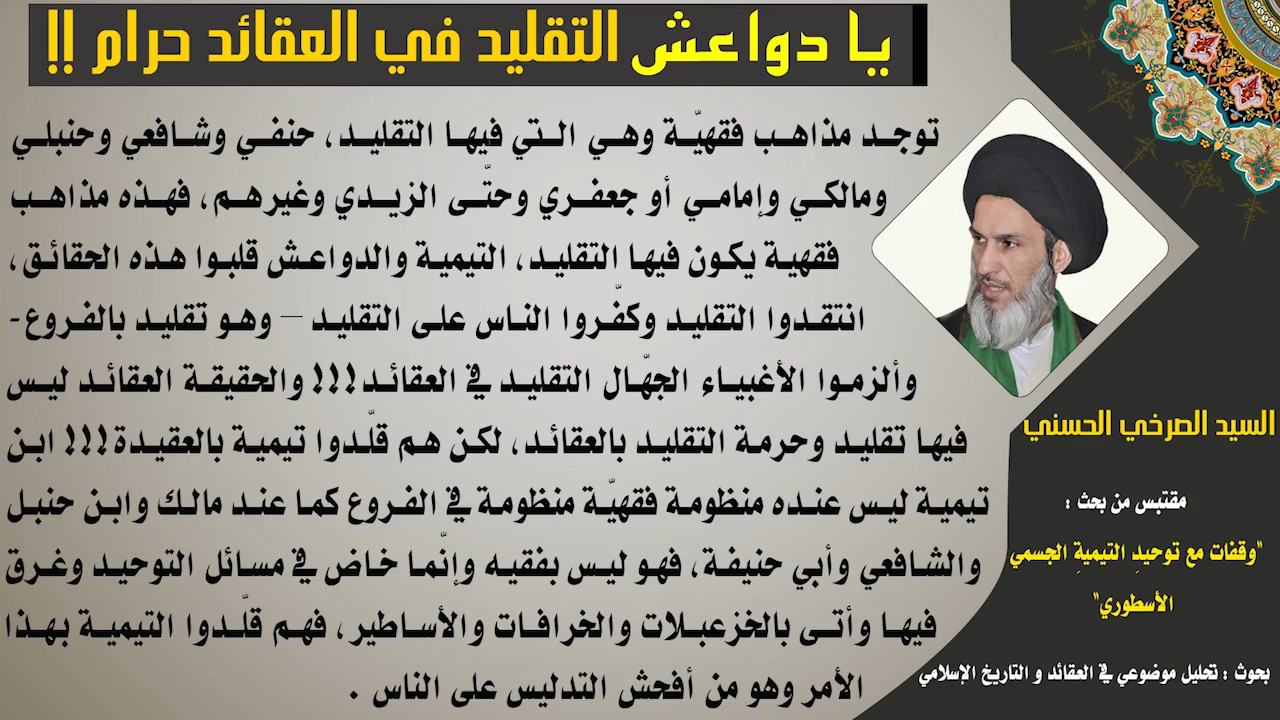 يا دواعش التقليد في العقائد حرام !!
توجد مذاهب فقهيّة وهي التي فيها التقليد، حنفي وشافعي وحنبلي
ومالكي وإمامي أو جعفري وحتّى الزيدي وغيرهم، فهذه مذاهب
فقهية يكون فيها التقليد، التيمية والدواعش قلبوا هذه الحقائق،
انتقدوا التقليد وكفّروا الناس على التقليد – وهو تقليد بالفروع-
وألزموا الأغبياء الجهّال التقليد في العقائد!!! والحقيقة العقائد ليس
فيها تقليد وحرمة التقليد بالعقائد، لكن هم قلّدوا تيمية بالعقيدة!!! ابن
تيمية ليس عنده منظومة فقهيّة منظومة في الفروع كما عند مالك وابن حنبل
والشافعي وأبي حنيفة، فهو ليس بفقيه وإنّما خاض في مسائل التوحيد وغرق
فيها وأتى بالخزعبلات والخرافات والأساطير، فهم قلّدوا التيمية بهذا
الأمر وهو من أفحش التدليس على الناس .
السيد الصرخي الحسني
مقتبس من بحث :
"وقفات مع توحيدِ التيميةِ الجسمي
الأسطوري"
بحوث : تحليل موضوعي في العقائد و التاريخ الإسلامي